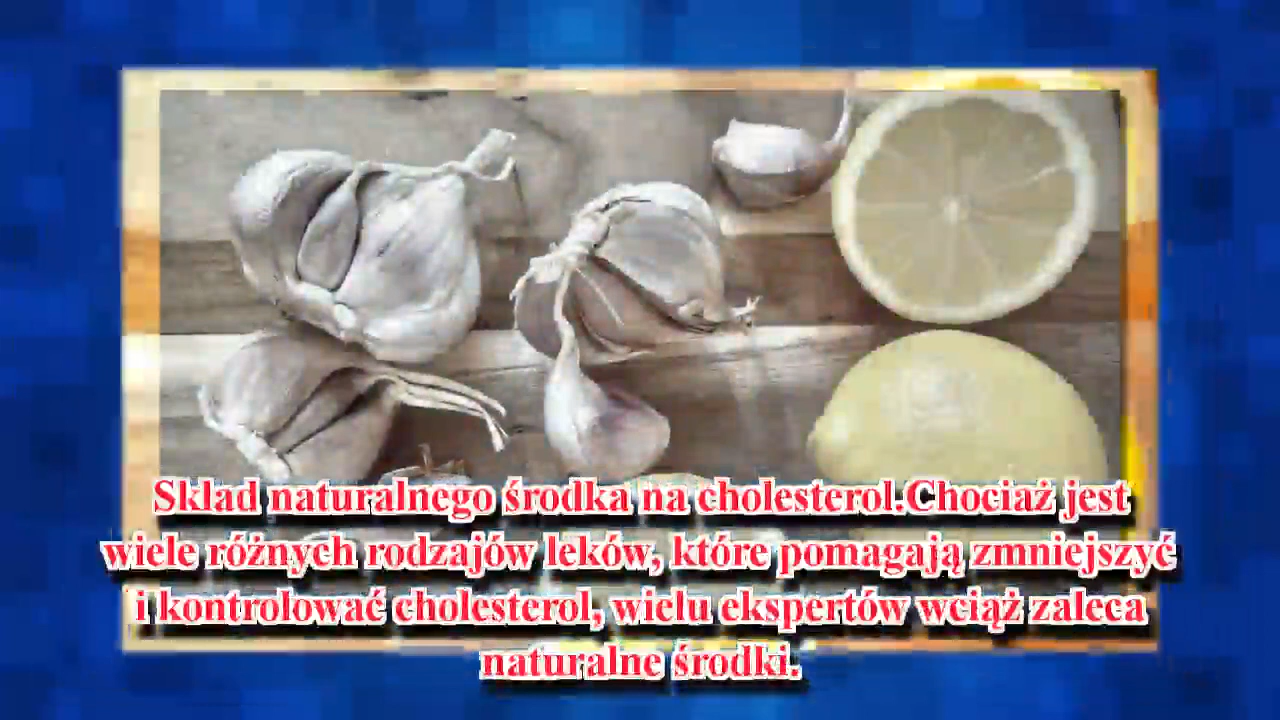 Skład naturalnego środka na cholesterol.Chociaż jest
wiele różnych rodzajów leków, które pomagają zmniejszyć
i kontrolować cholesterol, wielu ekspertów wciąż zaleca
naturalne środki.